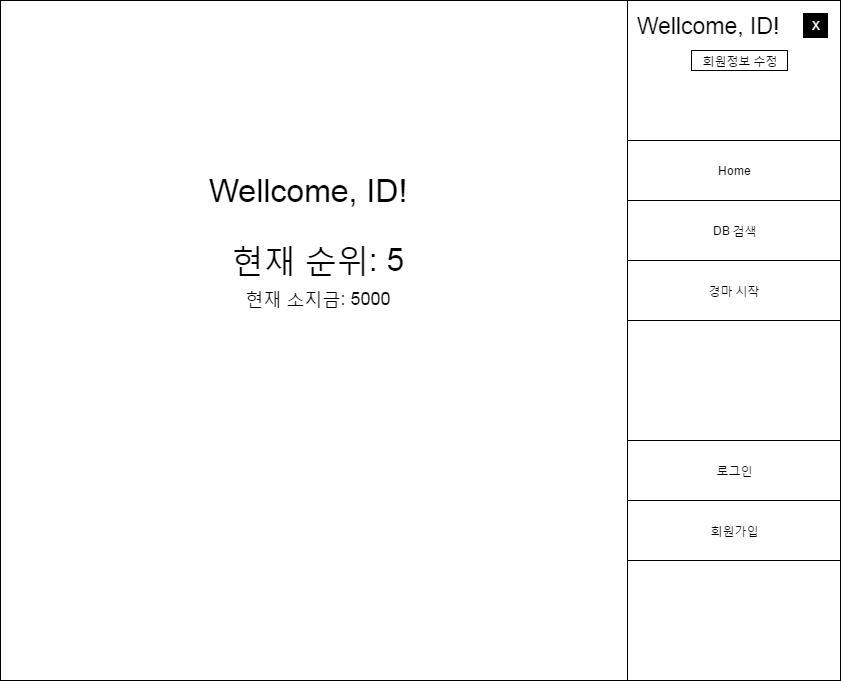 Wellcome, ID!
현재 순위: 5
현재 소지금: 5000
Wellcome, ID!
X
회원정보 수정
Home
DB 검색
경마 시작
로그인
회원가입